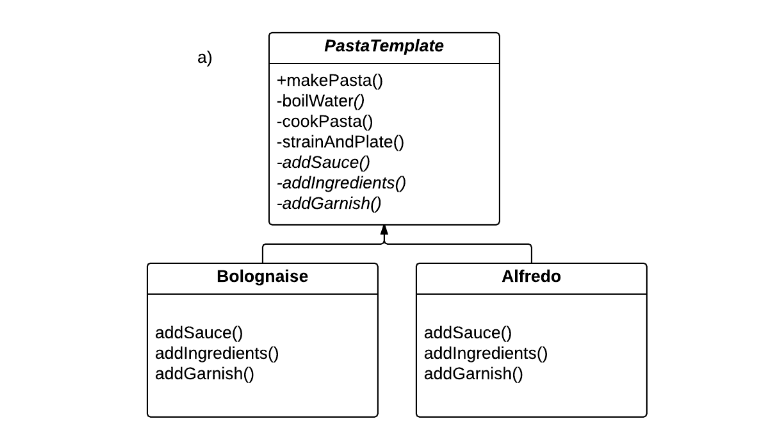 a)
PastaTemplate
+makePasta()
-boilWater()
-cookPasta()
-strainAndPlate()
-addSauce()
-addIngredients()
-addGarnish()
Bolognaise
addSauce()
addIngredients()
addGarnish()
Alfredo
addSauce()
addIngredients()
addGarnish()